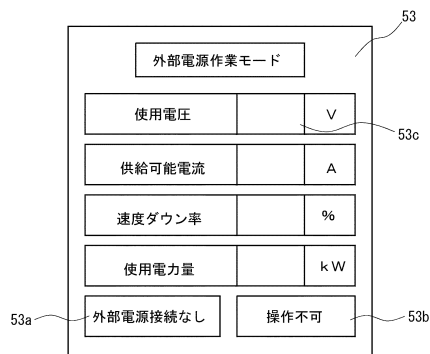 53
外部電源作業モード
使用電圧 V
53c
供給可能電流 A
速度ダウン率 %
使用電力量 kW
53a 外部電源接続なし 操作不可 53b